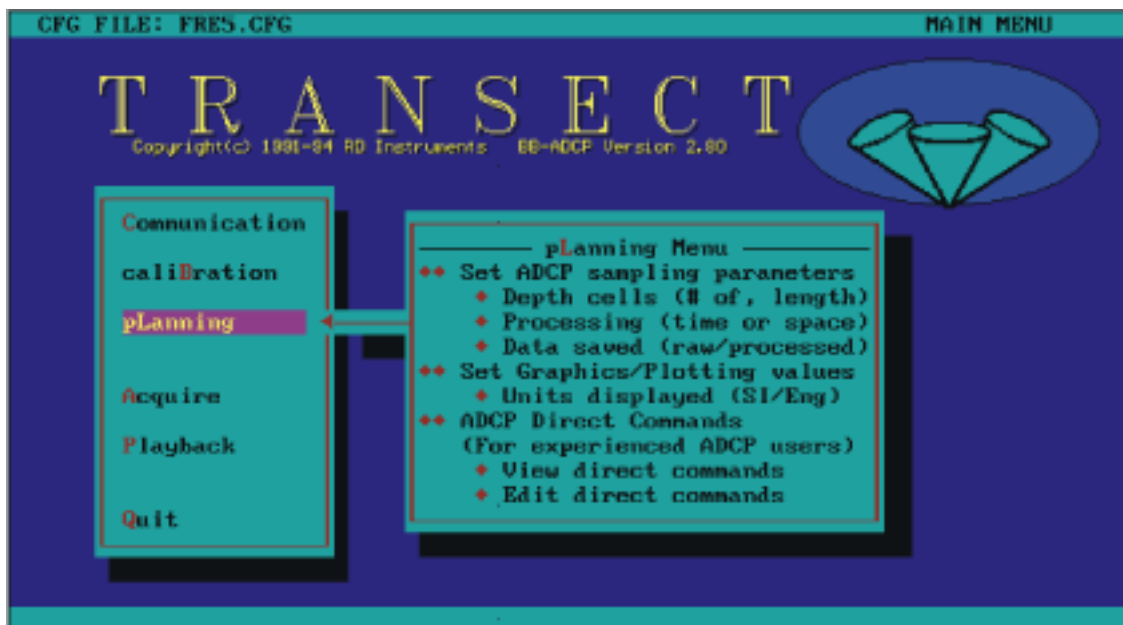 CFG FILE: FRE5.CFG MAIN MENU
TRANSECT
Copyright(c) 1991-94 RD Instruments BB-ADCP Version 2.80
Communication
caliBration
pLanning
Acquire
Playback
Quit
pLanning Menu
Set ADCP sampling parameters
Depth cells (# of, length)
Processing (time or space)
Data saved (raw/processed)
Set Graphics/Plotting values
Units displayed (SI/Eng)
ADCP Direct Commands
(For experienced ADCP users)
View direct commands
Edit direct commands